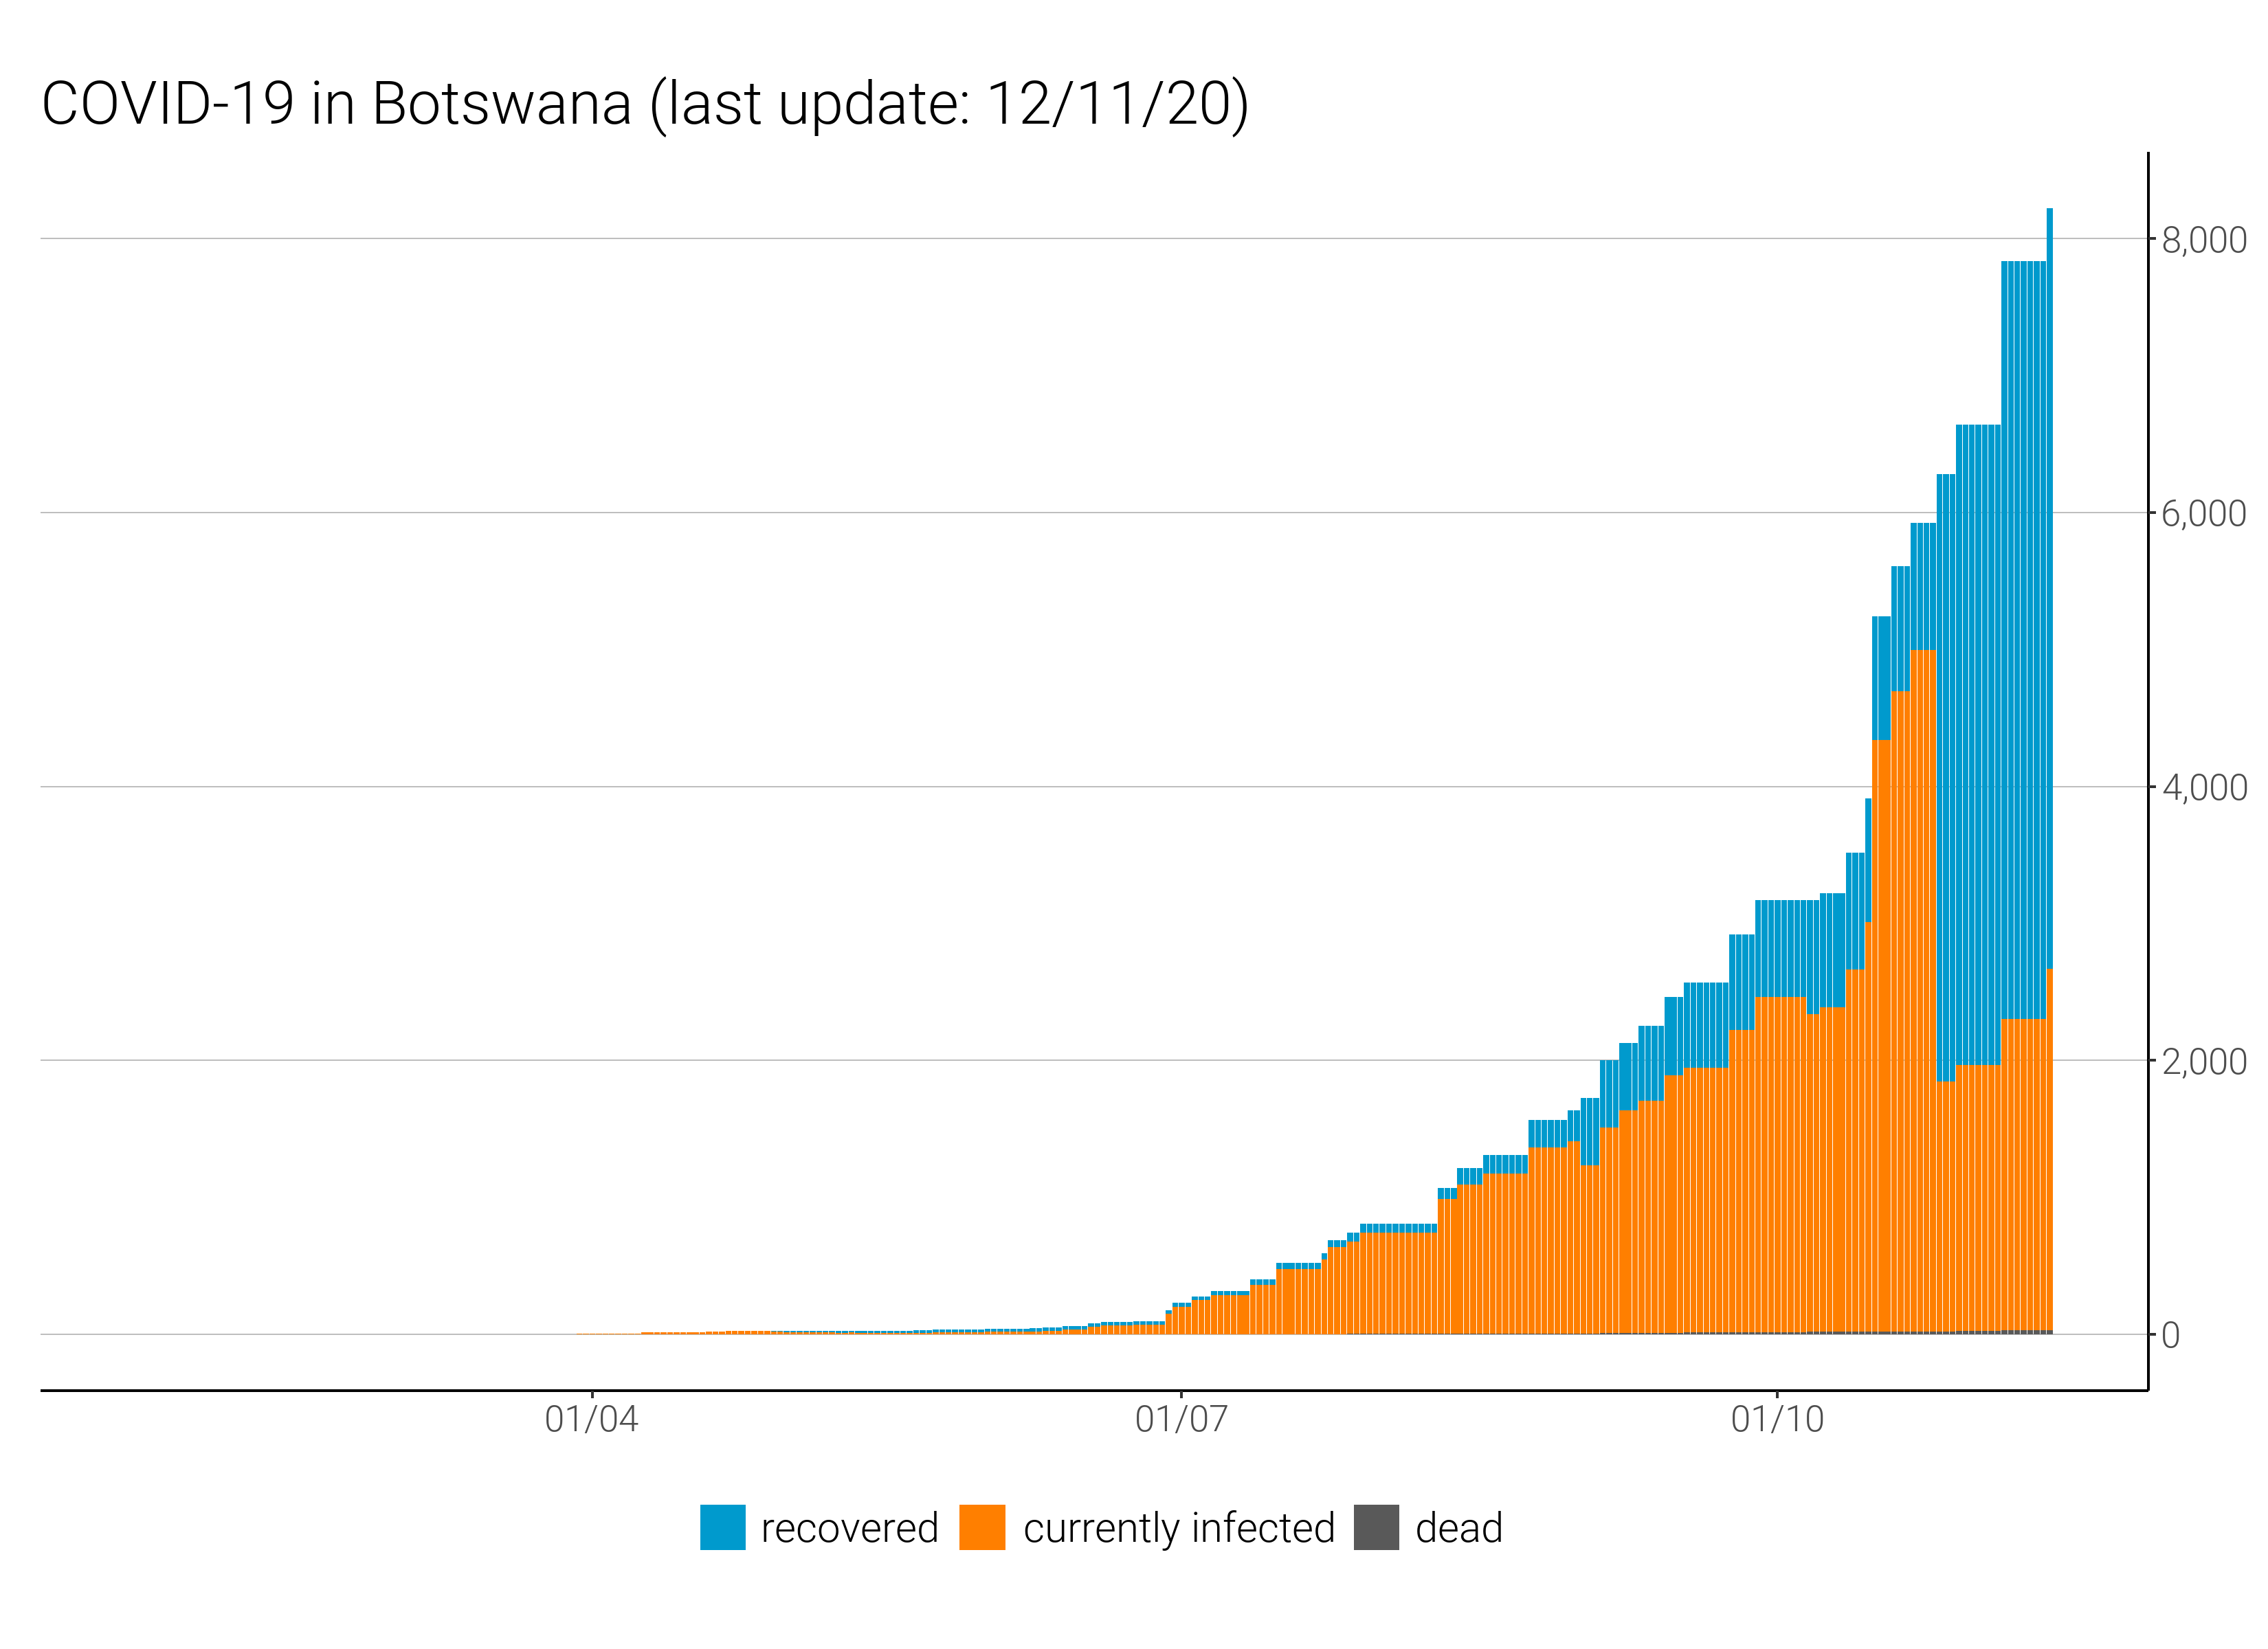 COVID-19 in Botswana (last update: 12/11/20)
8,000
6,000
4,000
2,000
0
01/04 01/07 01/10
recovered currently infected dead